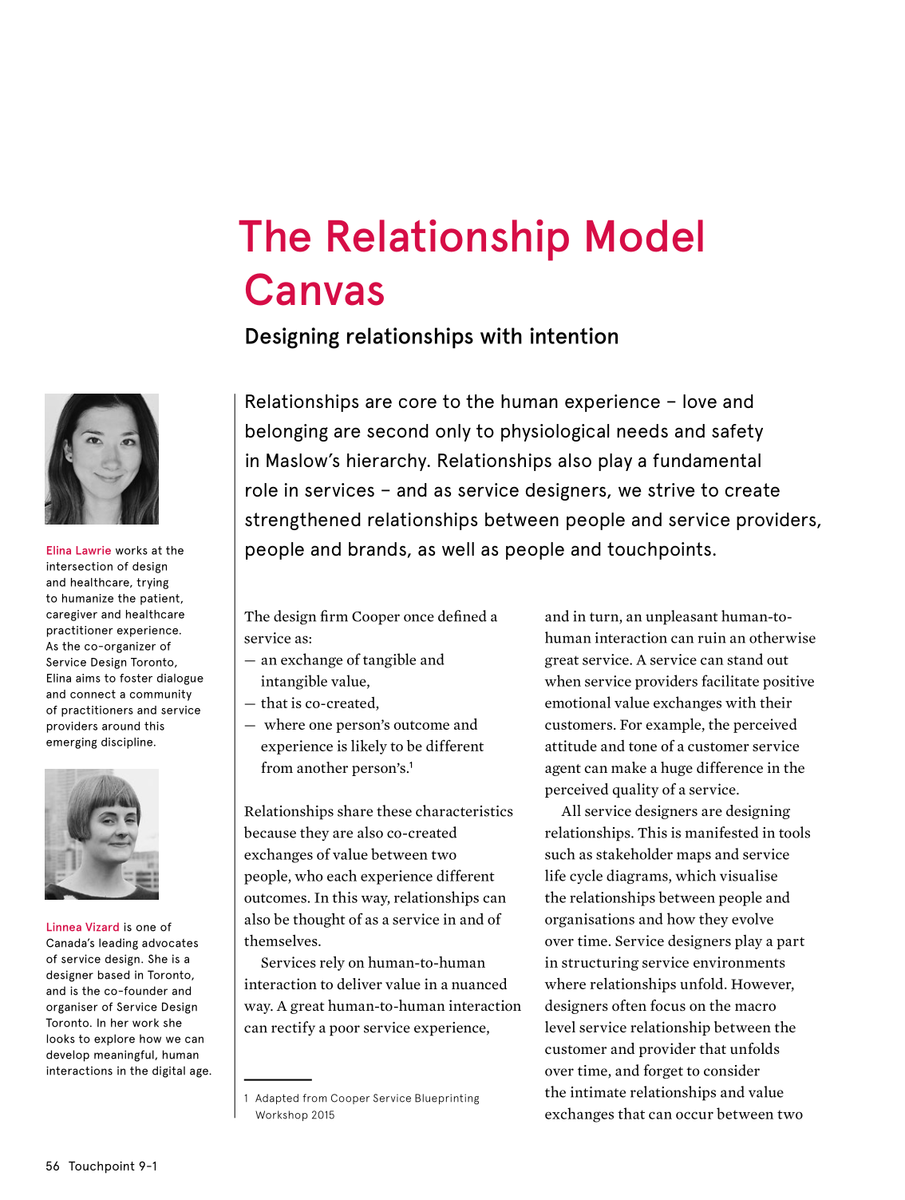 The Relationship Model
Canvas
Designing relationships with intention
Elina Lawrie works at the
intersection of design
and healthcare, trying
to humanize the patient,
caregiver and healthcare
practitioner experience.
As the co-organizer of
Service Design Toronto,
Elina aims to foster dialogue
and connect a community
of practitioners and service
providers around this
emerging discipline.
Linnea Vizard is one of
Canada's leading advocates
of service design. She is a
designer based in Toronto,
and is the co-founder and
organiser of Service Design
Toronto. In her work she
looks to explore how we can
develop meaningful, human
interactions in the digital age.
Relationships are core to the human experience – love and
belonging are second only to physiological needs and safety
in Maslow's hierarchy. Relationships also play a fundamental
role in services – and as service designers, we strive to create
strengthened relationships between people and service providers,
people and brands, as well as people and touchpoints.
The design firm Cooper once defined a
service as:
— an exchange of tangible and
intangible value,
— that is co-created,
— where one person's outcome and
experience is likely to be different
from another person's.¹
Relationships share these characteristics
because they are also co-created
exchanges of value between two
people, who each experience different
outcomes. In this way, relationships can
also be thought of as a service in and of
themselves.
Services rely on human-to-human
interaction to deliver value in a nuanced
way. A great human-to-human interaction
can rectify a poor service experience,
1 Adapted from Cooper Service Blueprinting
Workshop 2015
and in turn, an unpleasant human-to-
human interaction can ruin an otherwise
great service. A service can stand out
when service providers facilitate positive
emotional value exchanges with their
customers. For example, the perceived
attitude and tone of a customer service
agent can make a huge difference in the
perceived quality of a service.
All service designers are designing
relationships. This is manifested in tools
such as stakeholder maps and service
life cycle diagrams, which visualise
the relationships between people and
organisations and how they evolve
over time. Service designers play a part
in structuring service environments
where relationships unfold. However,
designers often focus on the macro
level service relationship between the
customer and provider that unfolds
over time, and forget to consider
the intimate relationships and value
exchanges that can occur between two
56 Touchpoint 9-1